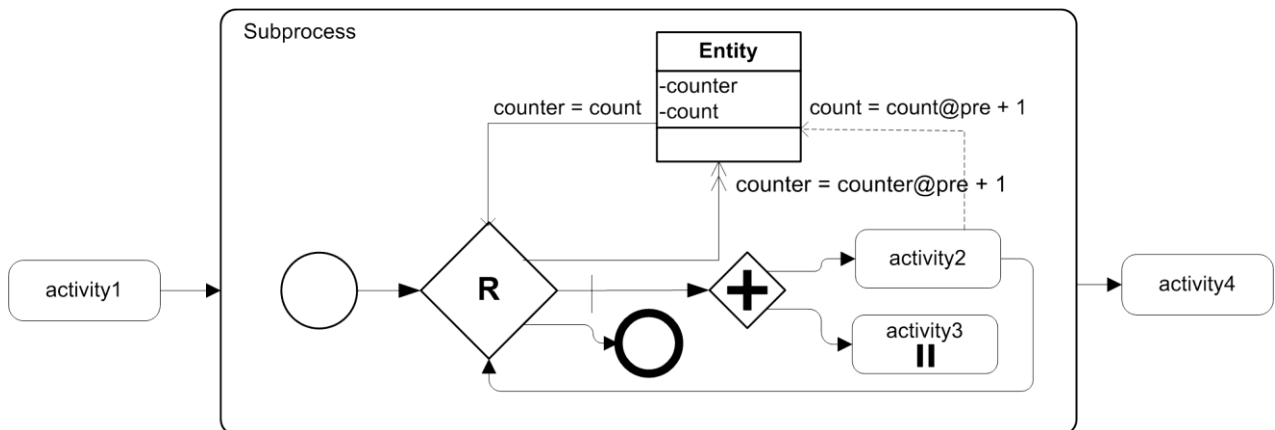 Subprocess
Entity
-counter
-count
counter = count
count = count@pre + 1
counter = counter@pre + 1
activity1
R
activity2
activity3
activity4